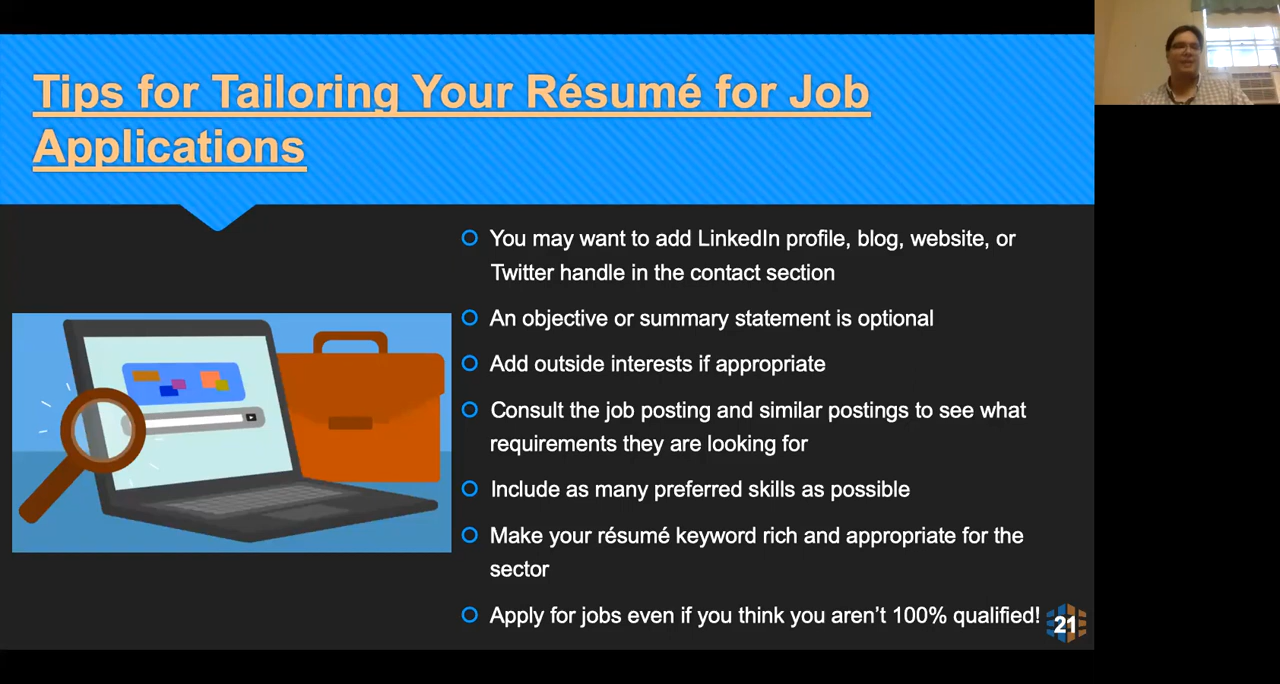 Tips for Tailoring Your Résumé for Job
Applications
You may want to add LinkedIn profile, blog, website, or
Twitter handle in the contact section
An objective or summary statement is optional
Add outside interests if appropriate
Consult the job posting and similar postings to see what
requirements they are looking for
Include as many preferred skills as possible
Make your résumé keyword rich and appropriate for the
sector
Apply for jobs even if you think you aren’t 100% qualified!
21